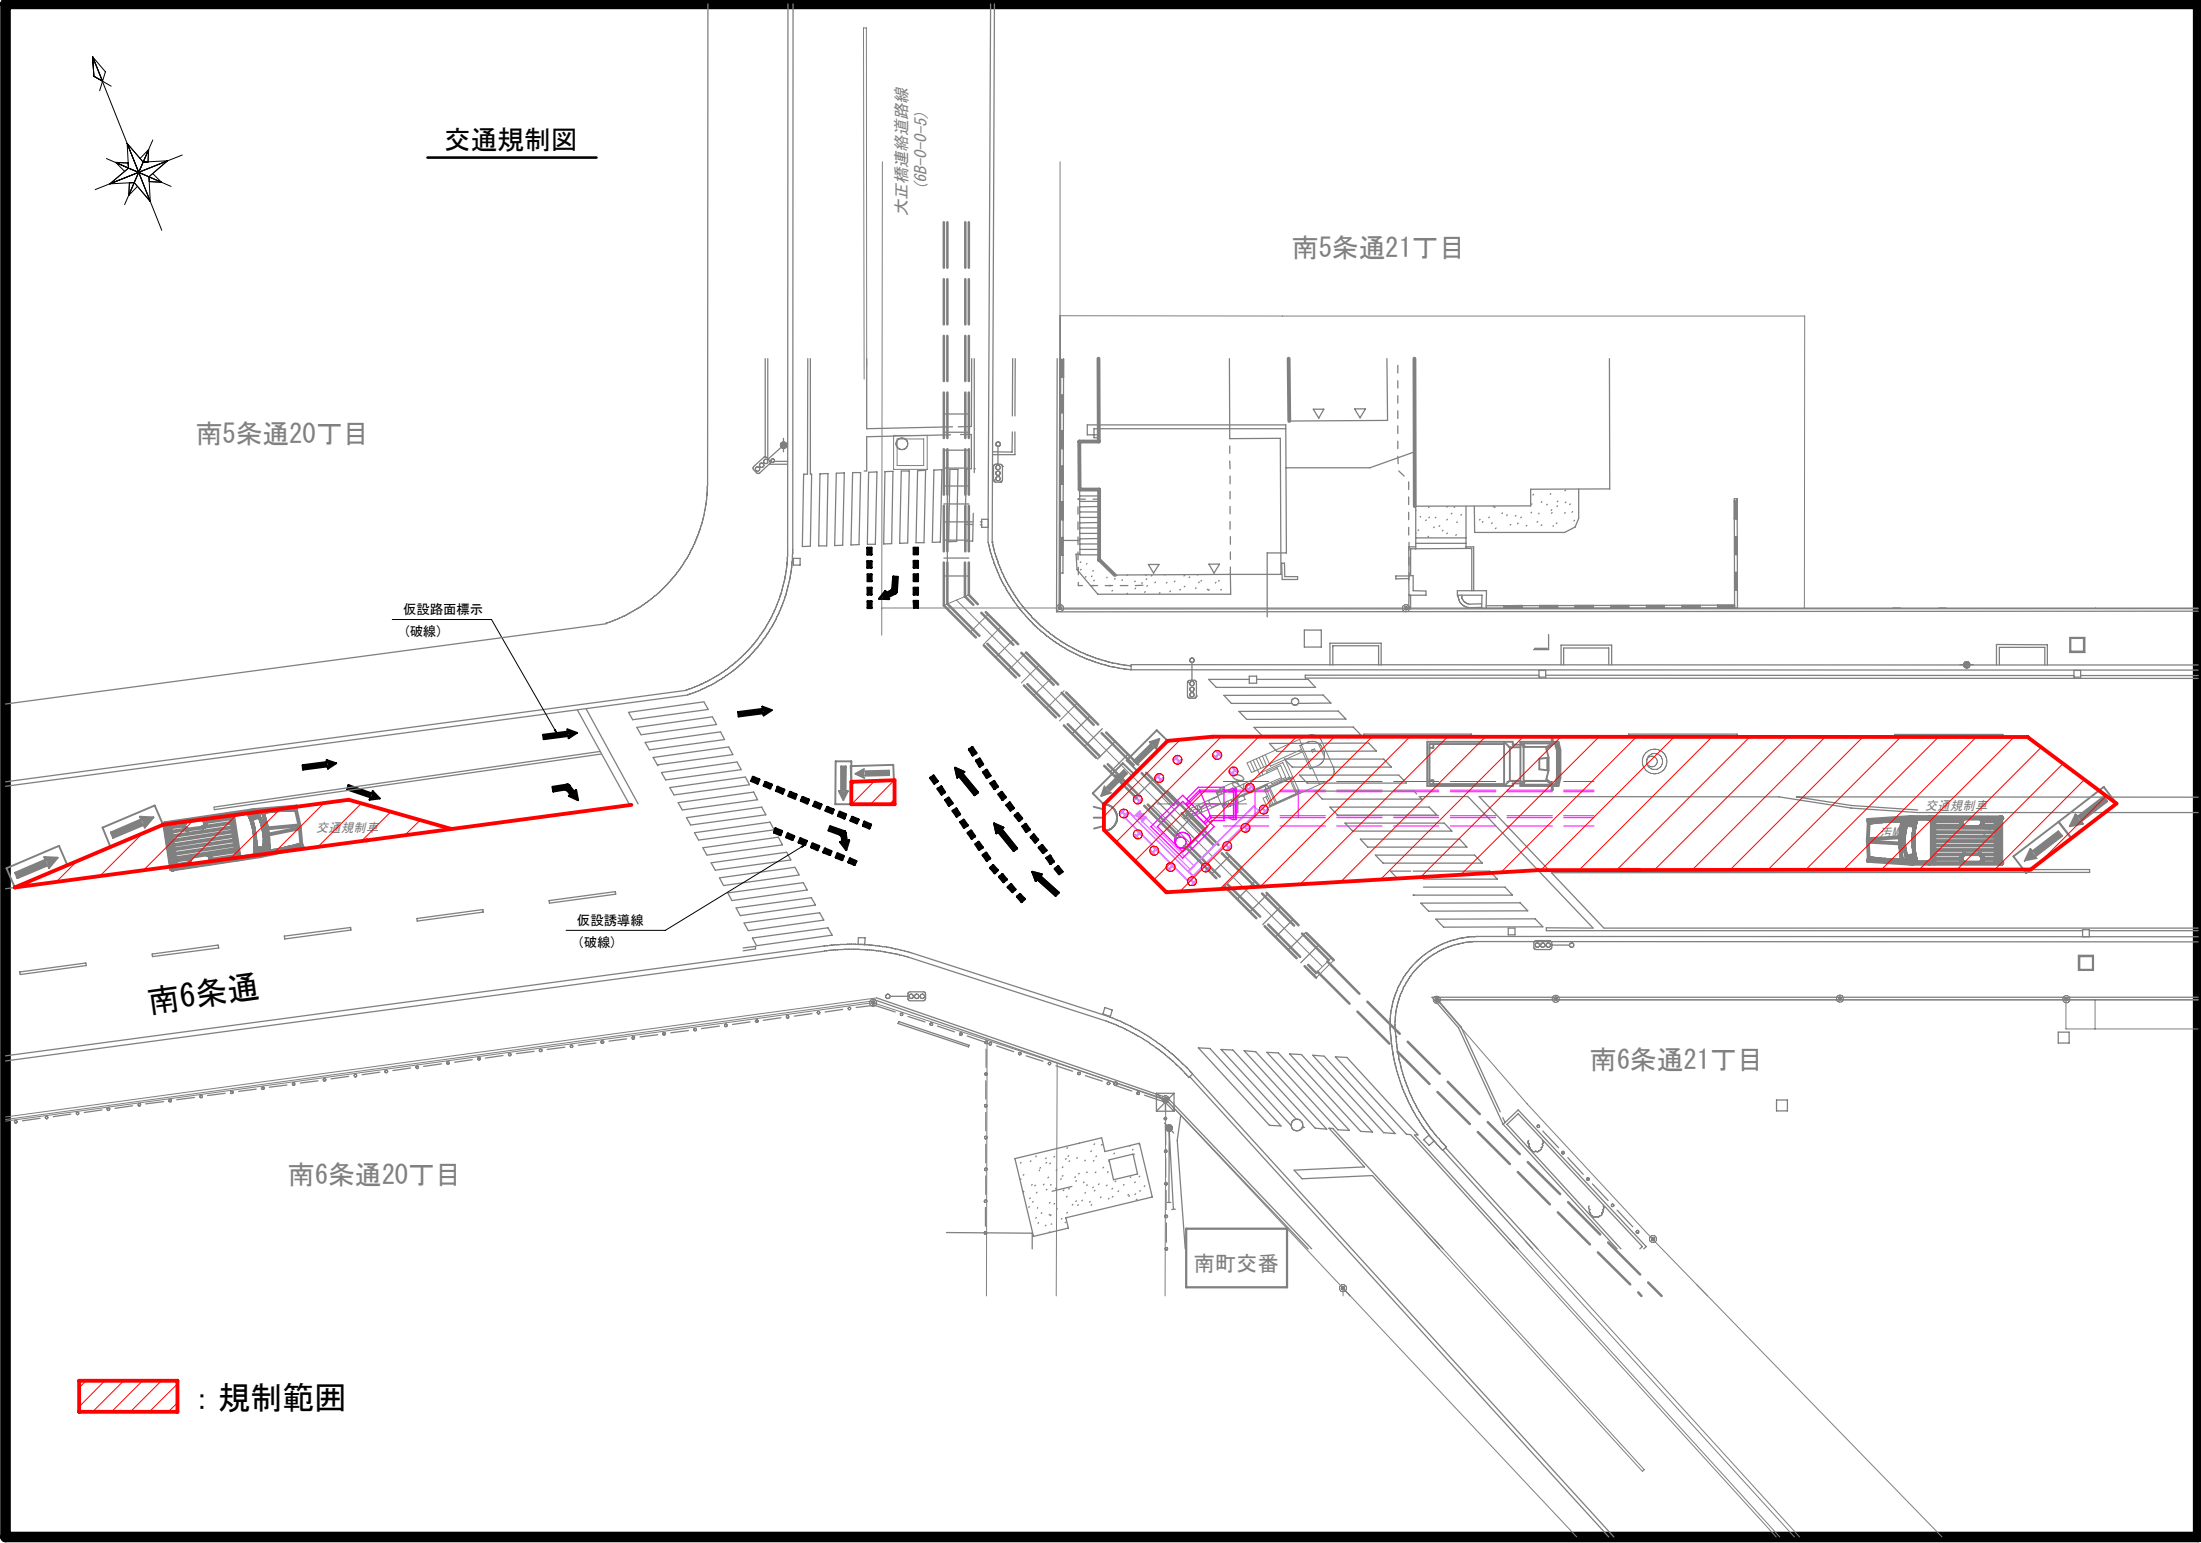 交通規制図
大正橋連絡道路線
(6B-0-0-5)
南5条通21丁目
南5条通20丁目
仮設路面標示
(破線)
交通規制車
交通規制車
仮設誘導線
(破線)
南6条通
南6条通21丁目
南6条通20丁目
南町交番
：規制範囲